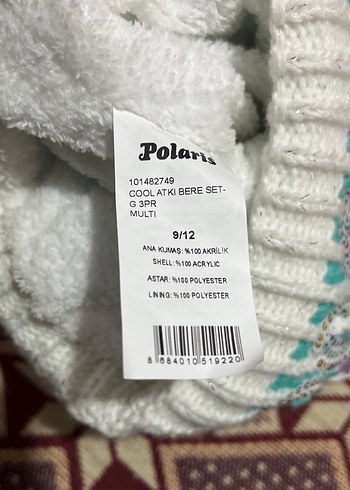 Polaris
101482749
COOL ATKI BERE SET-
G 3PR
MULTI
9/12
ANA KUMAŞ: %100 AKRİLİK
SHELL: %100 ACRYLIC
ASTAR: %100 POLYESTER
LINING: %100 POLYESTER
8 684010 519220